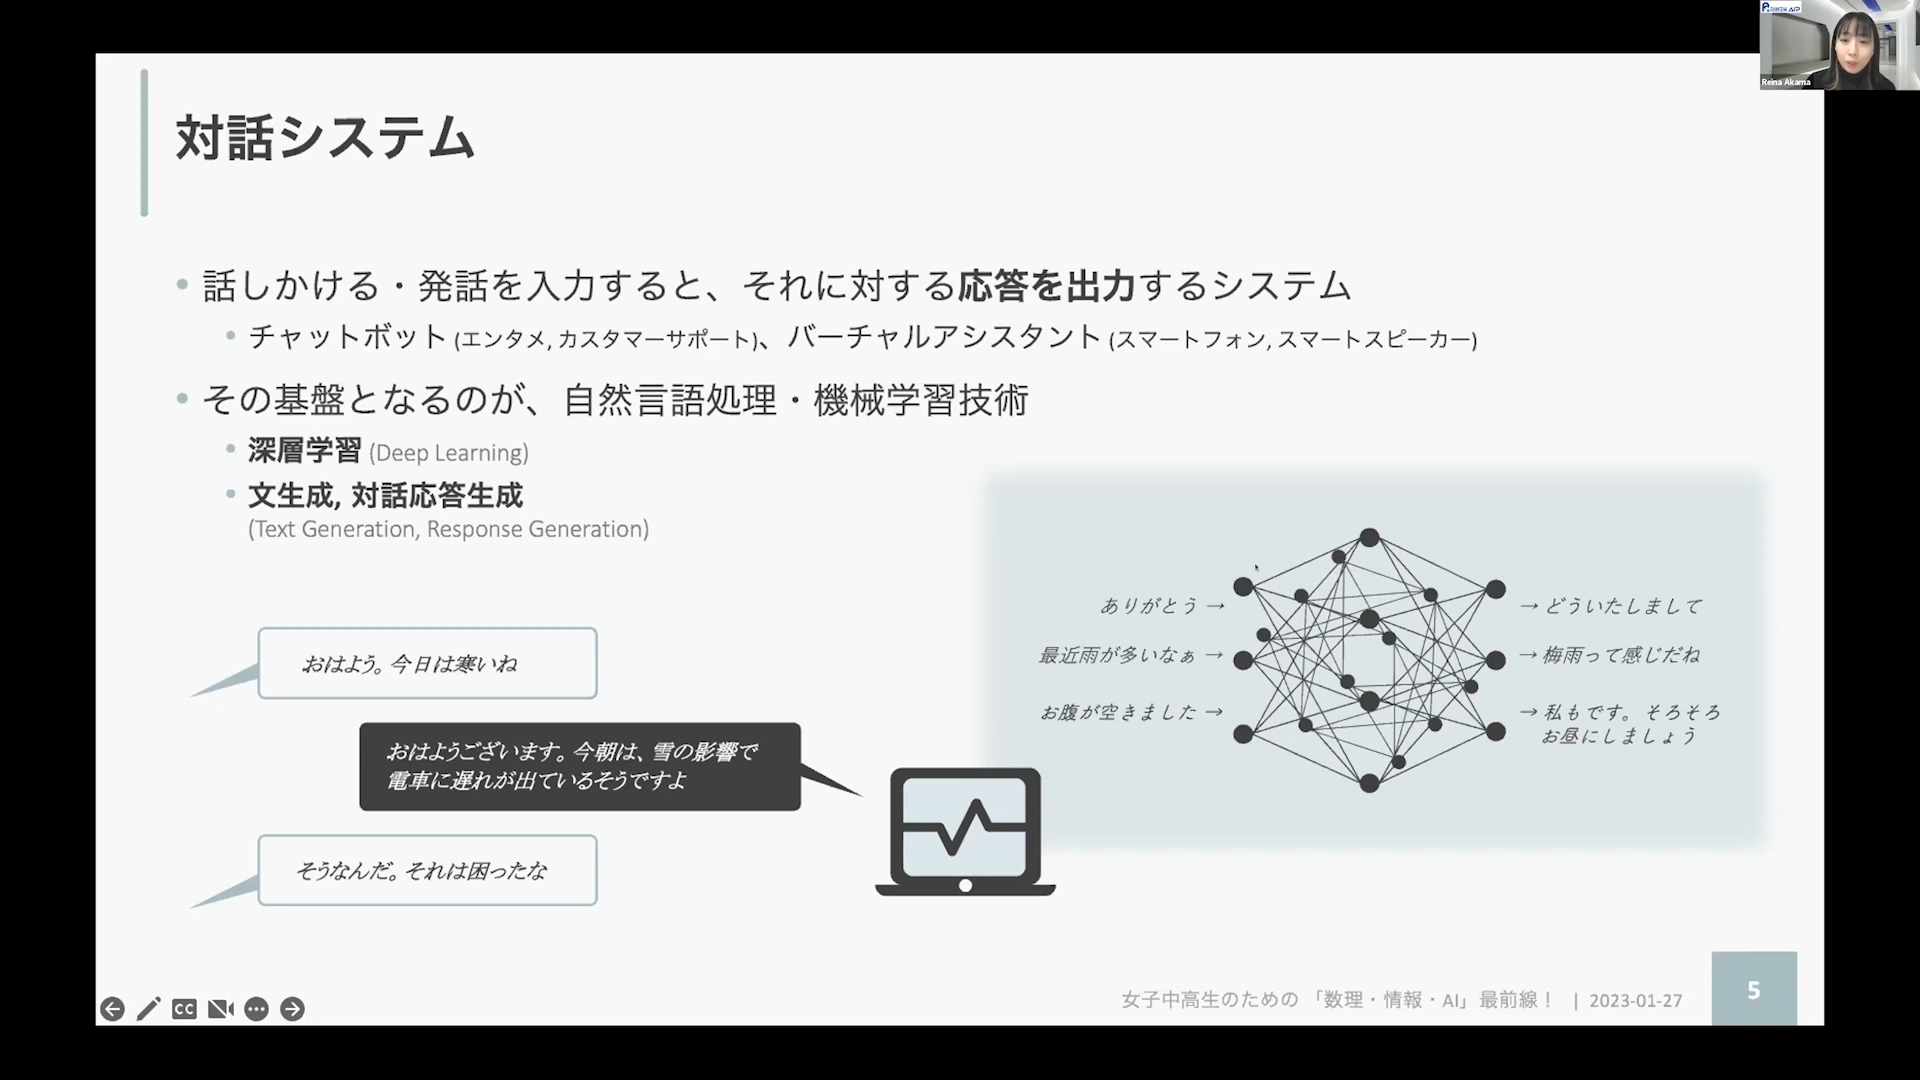 RIKEN AIP
Reina Akama
対話システム
• 話しかける・発話を入力すると、それに対する応答を出力するシステム
• チャットボット (エンタメ, カスタマーサポート)、バーチャルアシスタント (スマートフォン, スマートスピーカー)
• その基盤となるのが、自然言語処理・機械学習技術
• 深層学習 (Deep Learning)
• 文生成, 対話応答生成
(Text Generation, Response Generation)
おはよう。今日は寒いね
おはようございます。今朝は、雪の影響で
電車に遅れが出ているそうですよ
そうなんだ。それは困ったな
ありがとう →
→ どういたしまして
最近雨が多いなぁ →
→ 梅雨って感じだね
お腹が空きました →
→ 私もです。そろそろ
お昼にしましょう
CC
女子中高生のための「数理・情報・AI」最前線！ | 2023-01-27
5